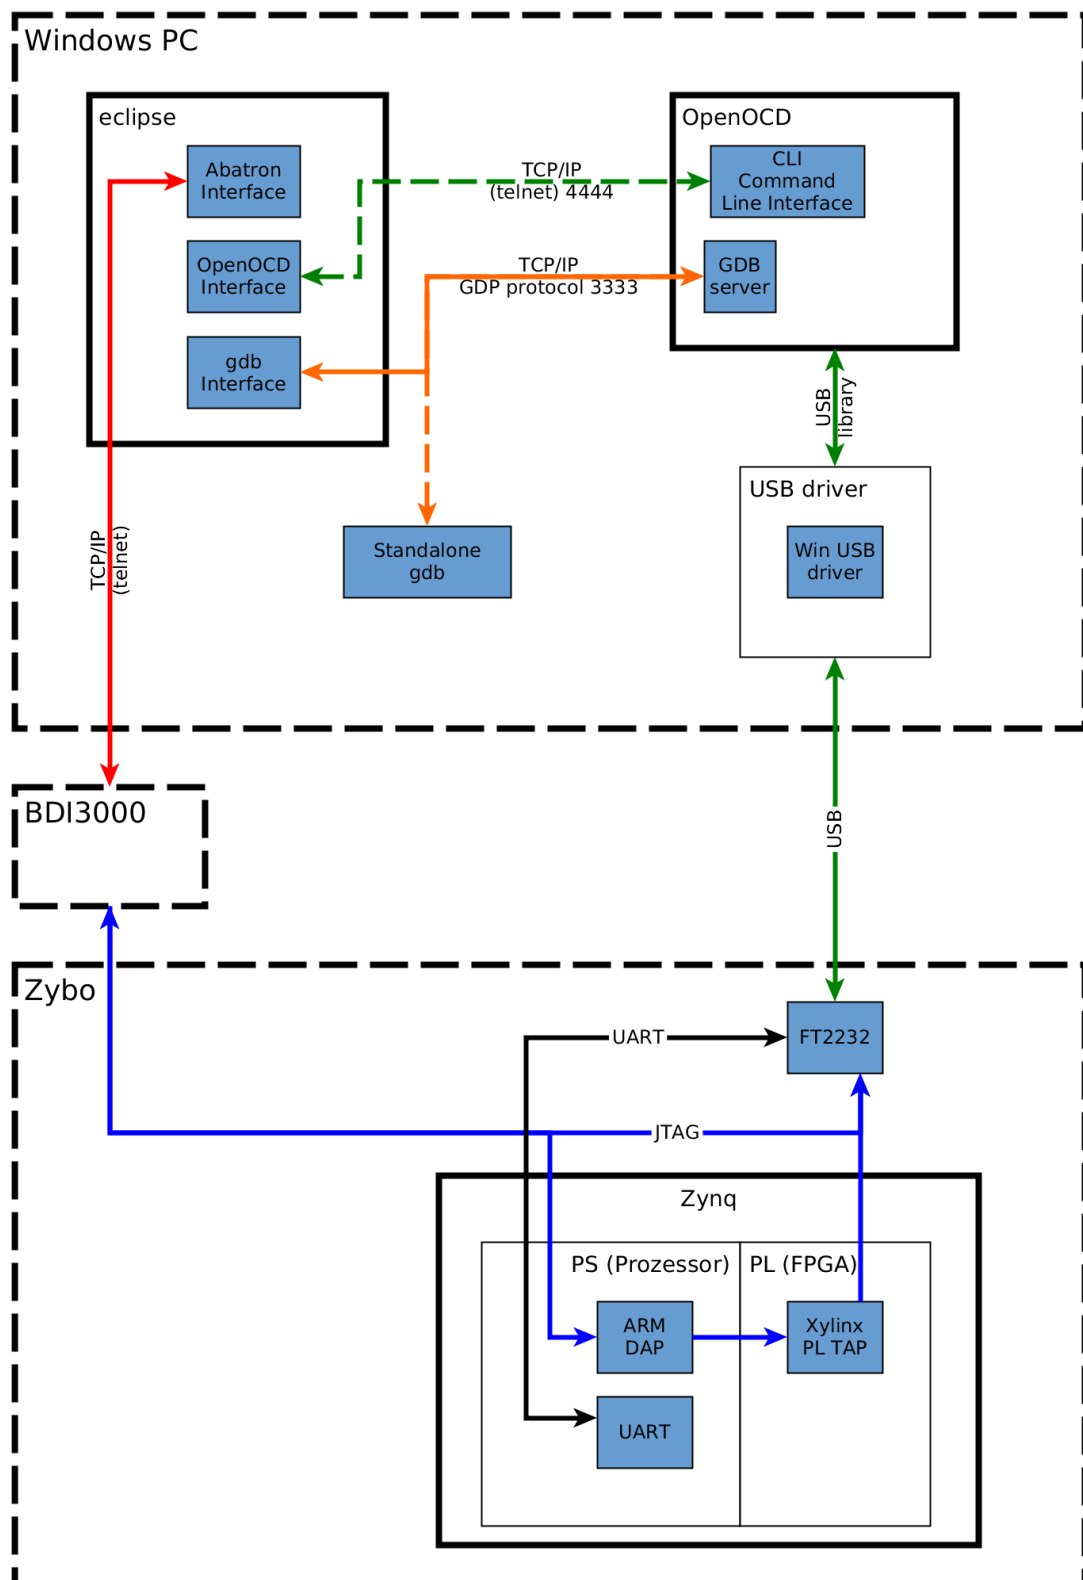 Windows PC
eclipse
Abatron
Interface
OpenOCD
Interface
gdb
Interface
TCP/IP
(telnet) 4444
TCP/IP
GDP protocol 3333
OpenOCD
CLI
Command
Line Interface
GDB
server
USB
library
USB driver
Win USB
driver
Standalone
gdb
TCP/IP
(telnet)
BDI3000
USB
Zybo
FT2232
UART
JTAG
Zynq
PS (Prozessor)
PL (FPGA)
ARM
DAP
Xylinx
PL TAP
UART